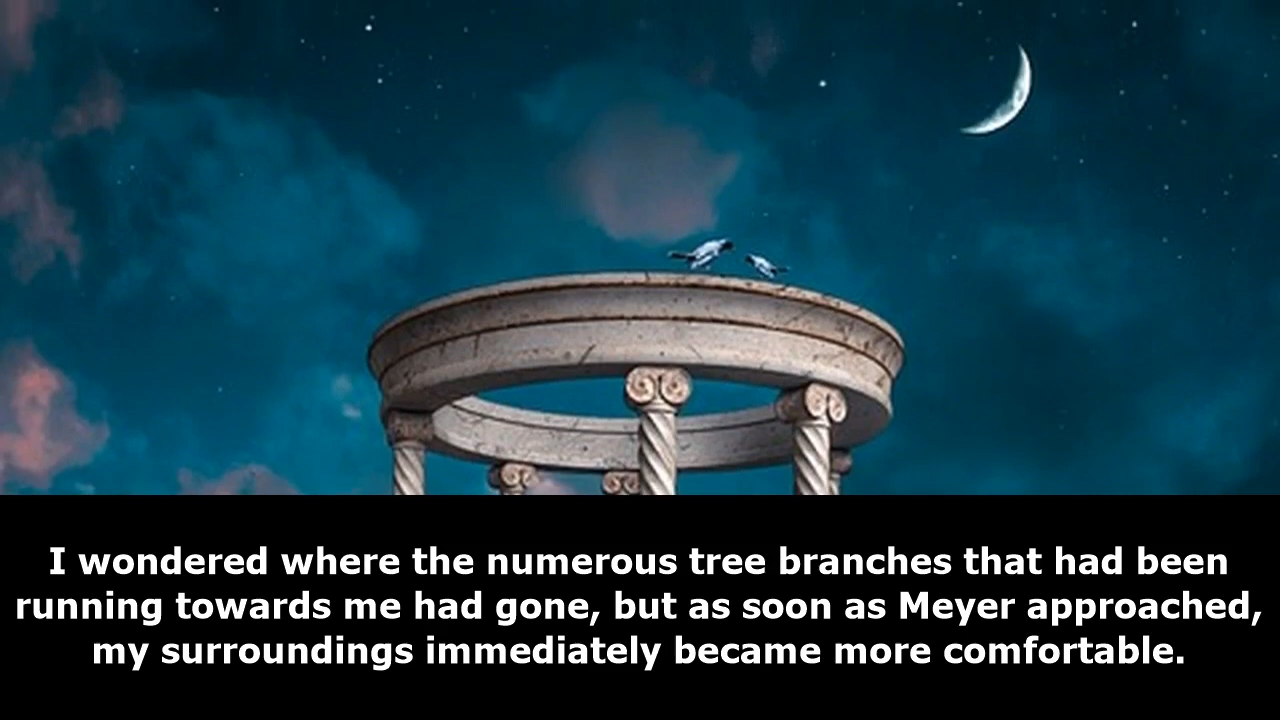 I wondered where the numerous tree branches that had been
running towards me had gone, but as soon as Meyer approached,
my surroundings immediately became more comfortable.